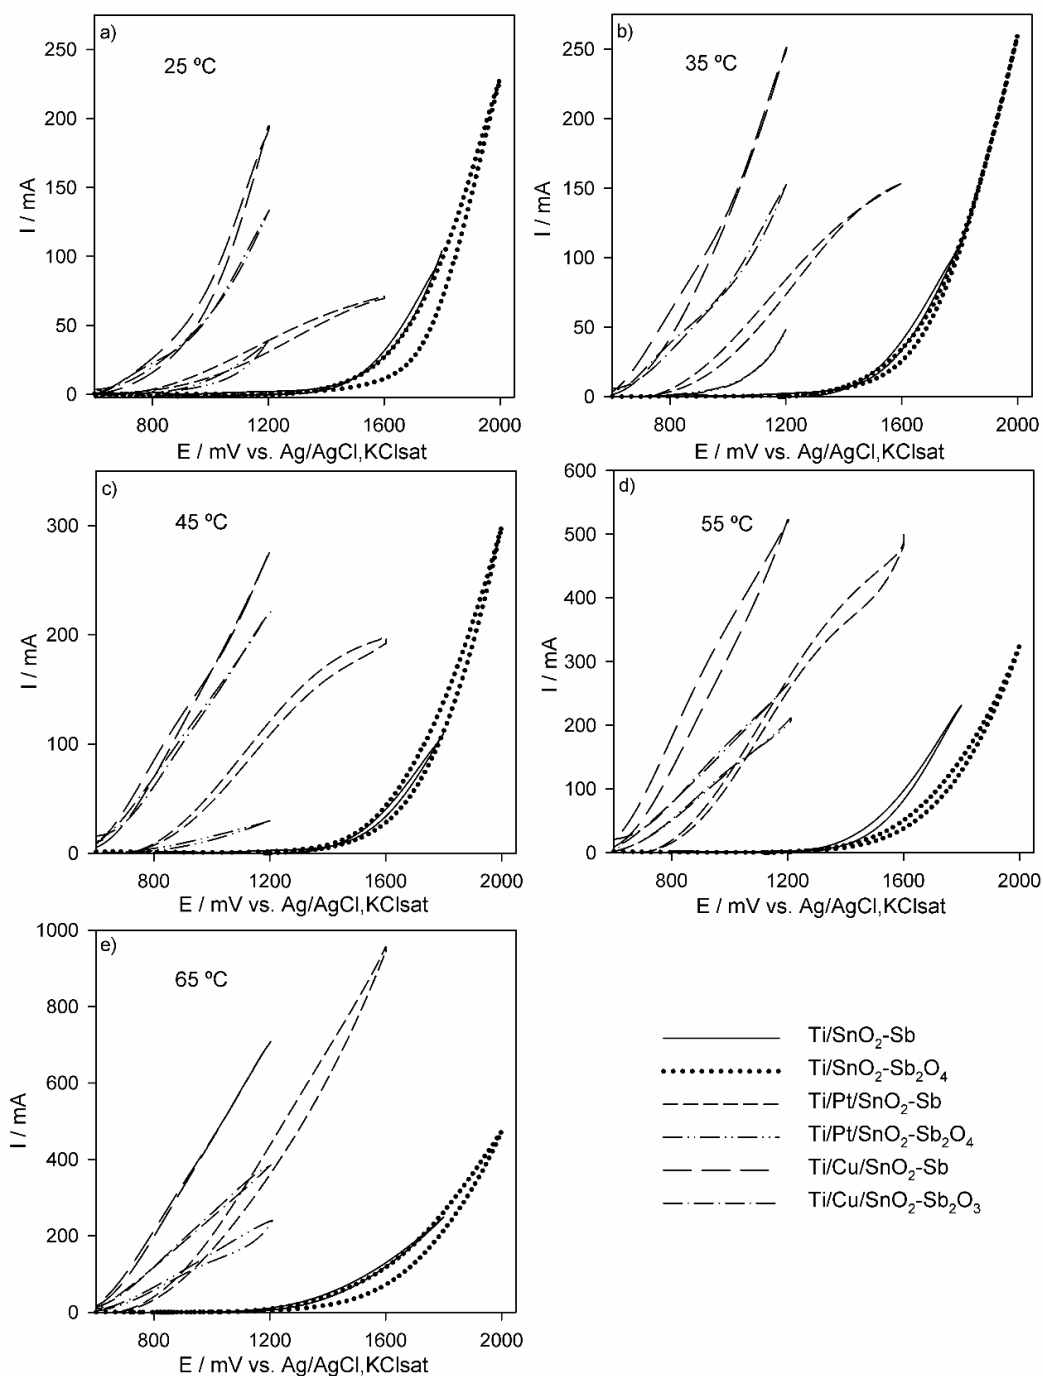 a)
25 ºC
I / mA
250
200
150
100
50
0
800 1200 1600 2000
E / mV vs. Ag/AgCl,KClsat
b)
35 ºC
I / mA
250
200
150
100
50
0
800 1200 1600 2000
E / mV vs. Ag/AgCl,KClsat
c)
45 ºC
I / mA
300
200
100
0
800 1200 1600 2000
E / mV vs. Ag/AgCl,KClsat
d)
55 ºC
I / mA
600
500
400
300
200
100
0
800 1200 1600 2000
E / mV vs. Ag/AgCl,KClsat
e)
65 ºC
I / mA
1000
800
600
400
200
0
800 1200 1600 2000
E / mV vs. Ag/AgCl,KClsat
Ti/SnO₂-Sb
Ti/SnO₂-Sb₂O₄
Ti/Pt/SnO₂-Sb
Ti/Pt/SnO₂-Sb₂O₄
Ti/Cu/SnO₂-Sb
Ti/Cu/SnO₂-Sb₂O₃